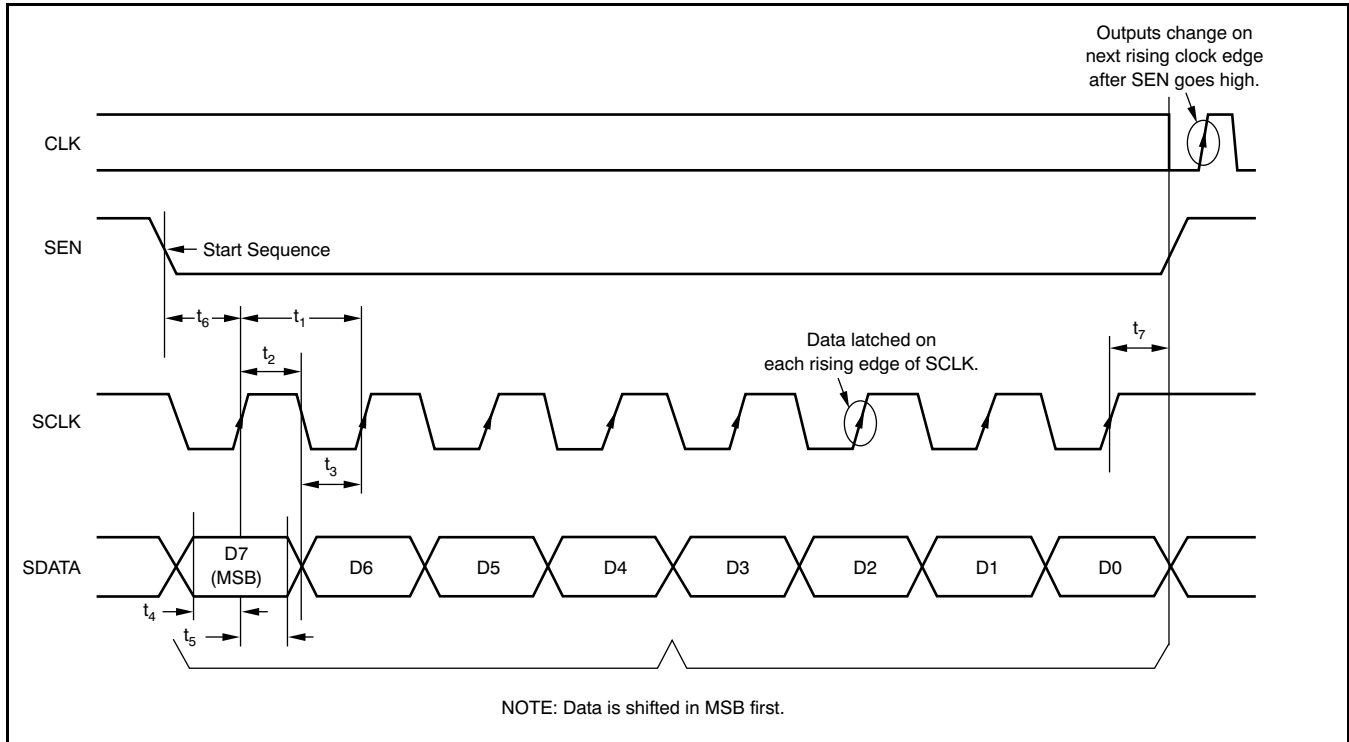 Outputs change on
next rising clock edge
after SEN goes high.
CLK
SEN
Start Sequence
t6
t1
t2
Data latched on
each rising edge of SCLK.
t7
SCLK
t3
SDATA
D7
(MSB)
D6
D5
D4
D3
D2
D1
D0
t4
t5
NOTE: Data is shifted in MSB first.